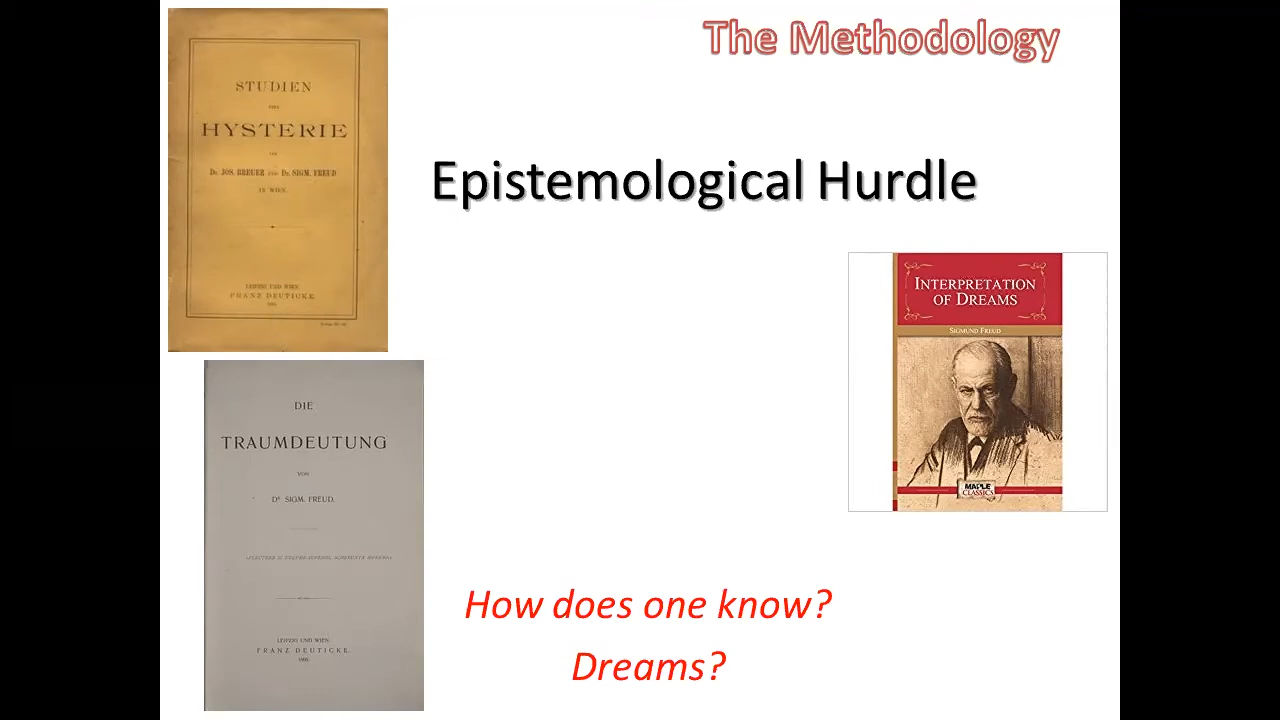 The Methodology
STUDIEN
ÜBER
HYSTERIE
VON
Dr. JOS. BREUER UND Dr. SIGM. FREUD
IN WIEN.
LEIPZIG UND WIEN.
FRANZ DEUTICKE.
Epistemological Hurdle
INTERPRETATION
OF DREAMS
SIGMUND FREUD
MAPLE
CLASSICS
DIE
TRAUMDEUTUNG
VON
Dr SIGM. FREUD.
LEIPZIG UND WIEN.
FRANZ DEUTICKE.
How does one know?
Dreams?